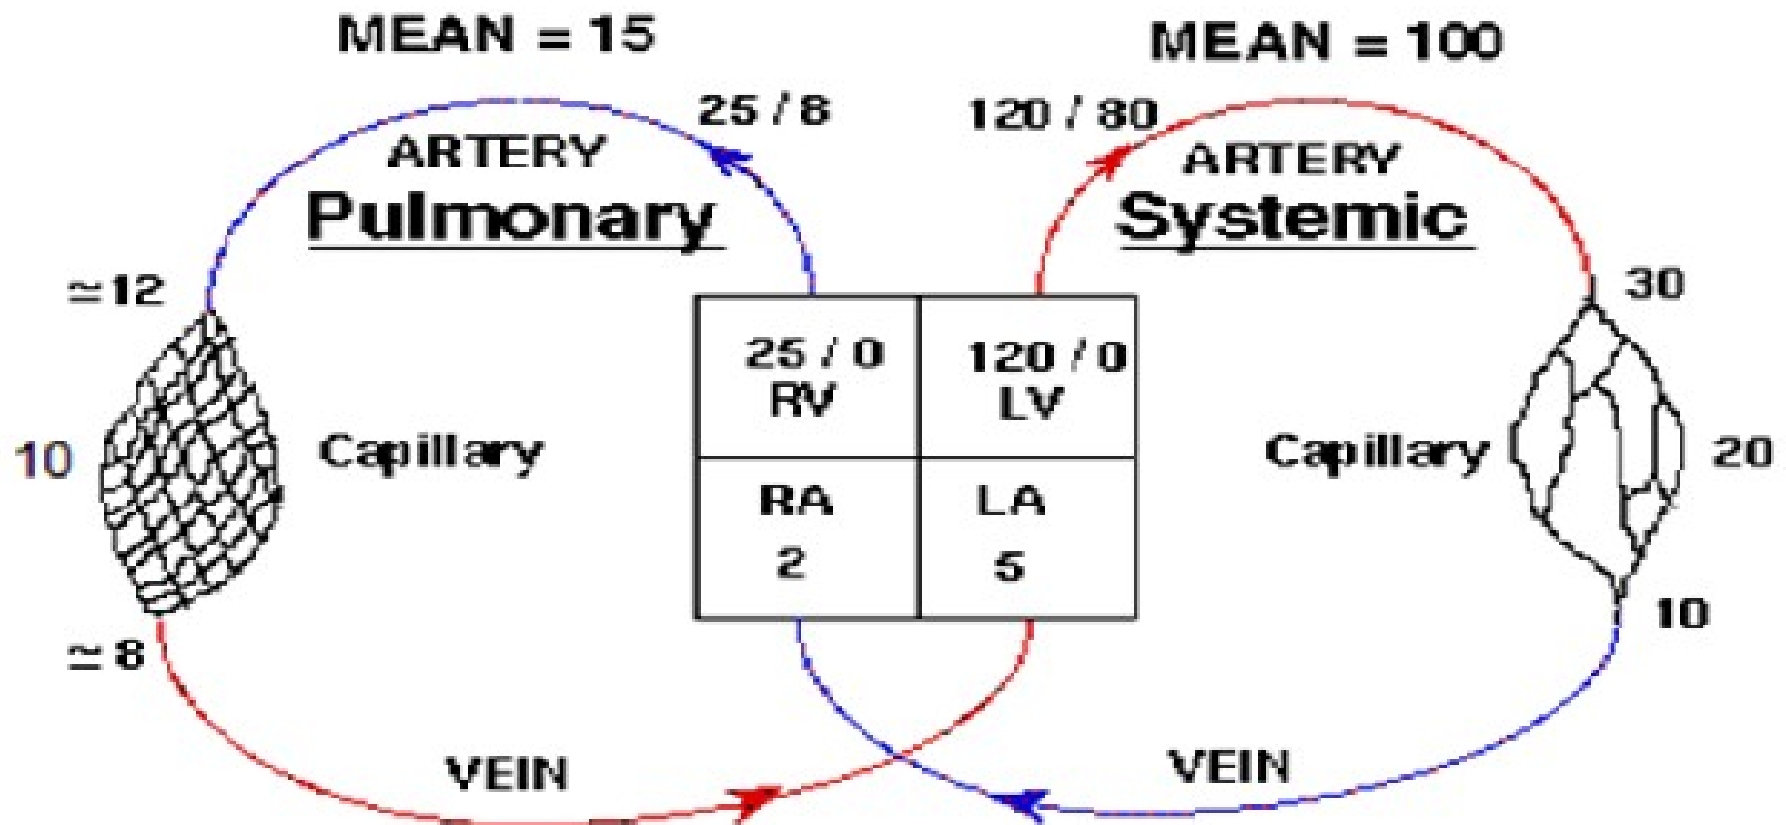 MEAN = 15
MEAN = 100
25 / 8
120 / 80
ARTERY
ARTERY
Pulmonary
Systemic
≃12
30
25 / 0
RV
120 / 0
LV
10
Capillary
Capillary
20
RA
2
LA
5
≃8
10
VEIN
VEIN